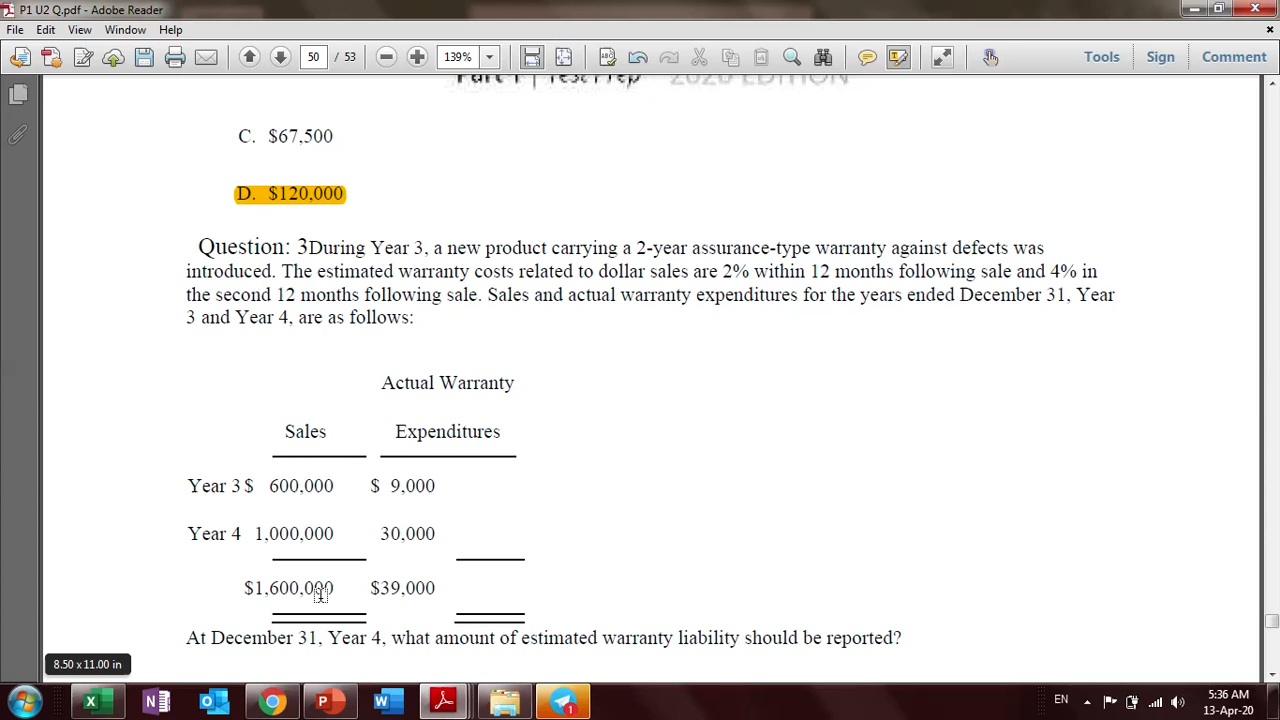 P1 U2 Q.pdf - Adobe Reader
File Edit View Window Help
50 / 53 139% Tools Sign Comment
Part 1 | Test Prep 2020 EDITION
C. $67,500
D. $120,000
Question: 3During Year 3, a new product carrying a 2-year assurance-type warranty against defects was
introduced. The estimated warranty costs related to dollar sales are 2% within 12 months following sale and 4% in
the second 12 months following sale. Sales and actual warranty expenditures for the years ended December 31, Year
3 and Year 4, are as follows:
Actual Warranty
Sales Expenditures
Year 3 $ 600,000 $ 9,000
Year 4 1,000,000 30,000
$1,600,000 $39,000
At December 31, Year 4, what amount of estimated warranty liability should be reported?
8.50 x 11.00 in
EN 5:36 AM
13-Apr-20